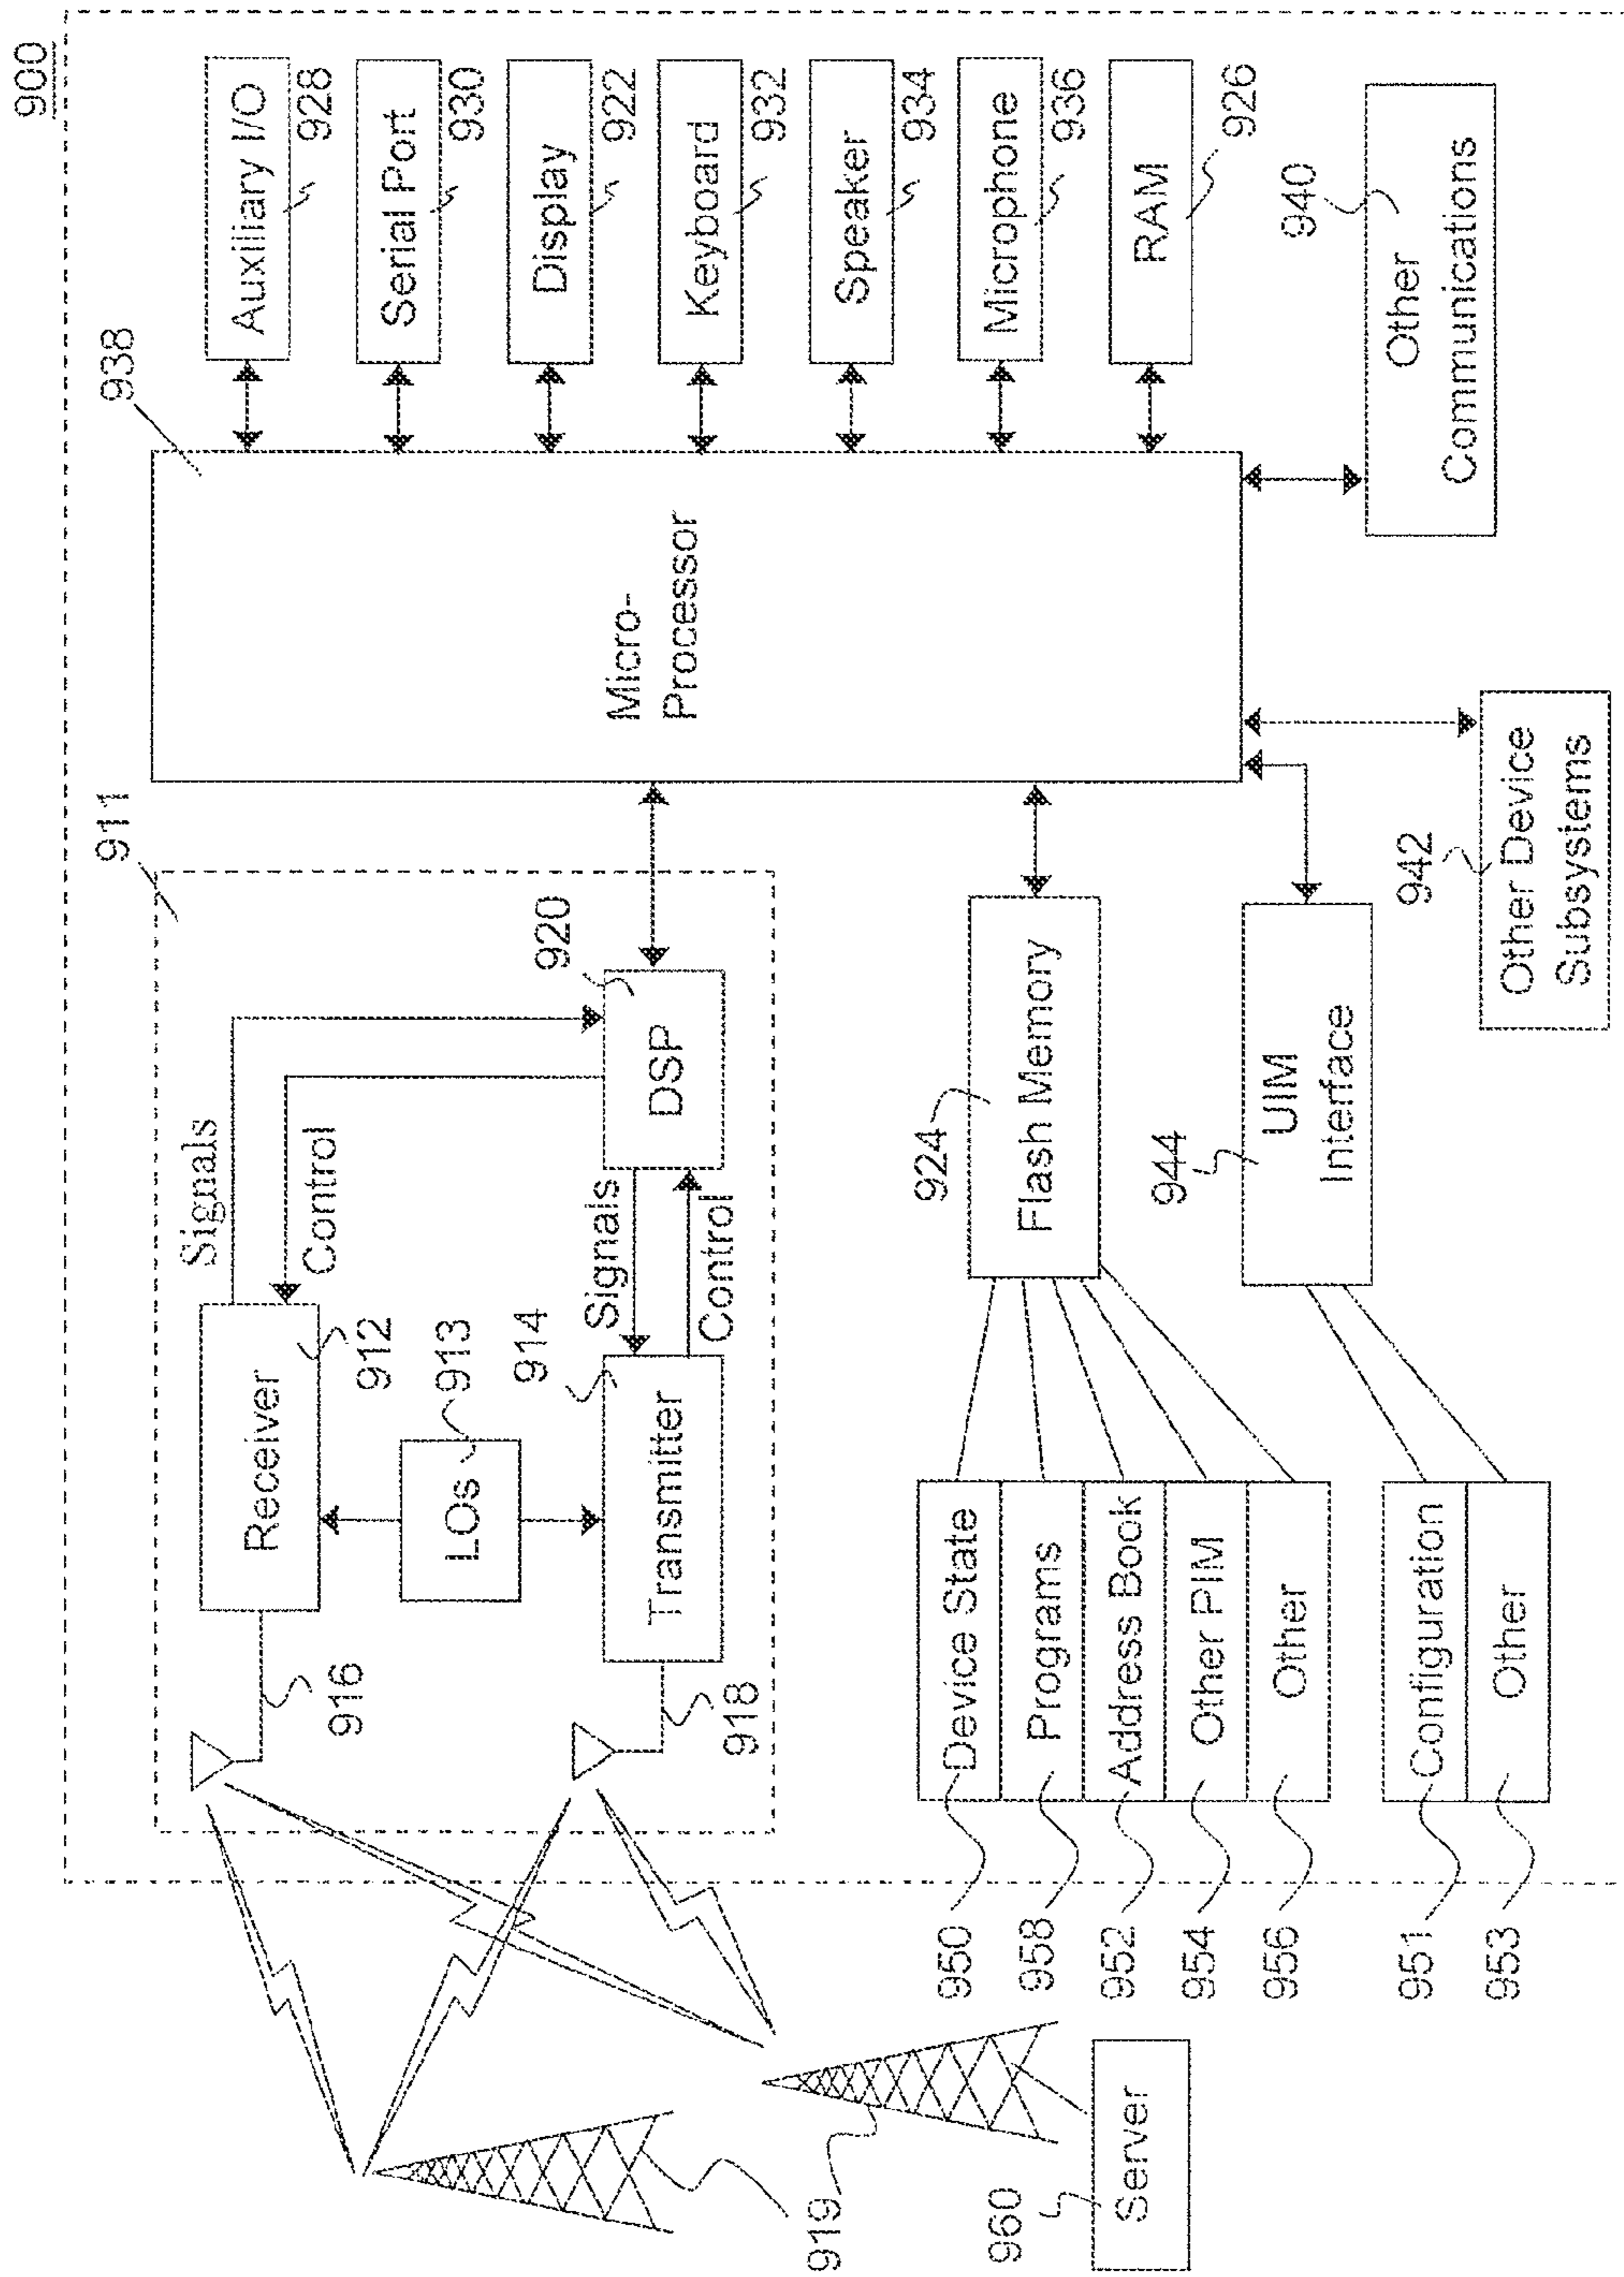 900
911
938
Signals
Receiver
912
Control
LOs
913
914
Transmitter
Signals
Control
920
DSP
916
918
919
960
Server
Micro-
Processor
Auxiliary I/O
928
Serial Port
930
Display
922
Keyboard
932
Speaker
934
Microphone
936
RAM
926
940
Other
Communications
924
Flash Memory
944
UIM
Interface
942
Other Device
Subsystems
950
Device State
958
Programs
952
Address Book
954
Other PIM
956
Other
951
Configuration
953
Other